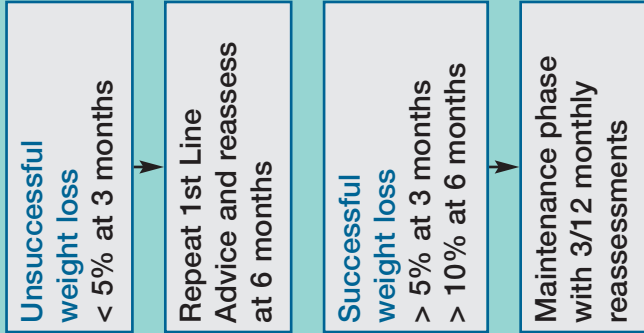 Unsuccessful
weight loss
< 5% at 3 months
Repeat 1st Line
Advice and reassess
at 6 months
Successful
weight loss
> 5% at 3 months
> 10% at 6 months
Maintenance phase
with 3/12 monthly
reassessments